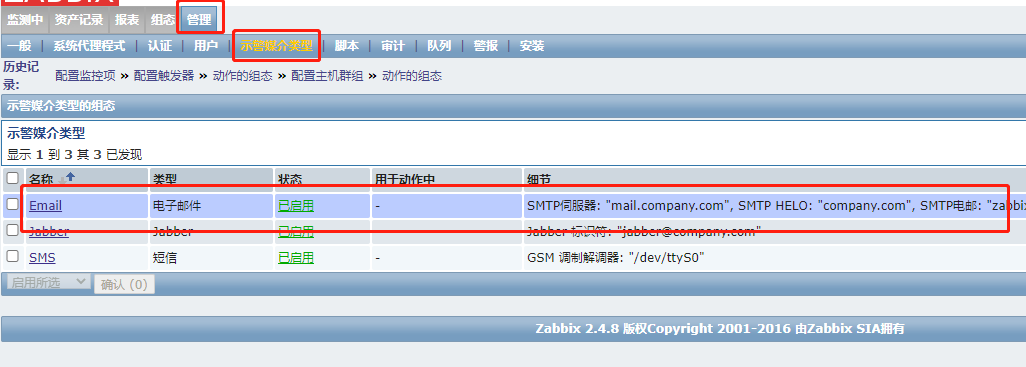 ZABBIX
监测中 资产记录 报表 组态 管理
一般 | 系统代理程式 | 认证 | 用户 | 示警媒介类型 | 脚本 | 审计 | 队列 | 警报 | 安装
历史记录: 配置监控项 » 配置触发器 » 动作的组态 » 配置主机群组 » 动作的组态
示警媒介类型的组态
示警媒介类型
显示 1 到 3 其 3 已发现
名称 类型 状态 用于动作中 细节
Email 电子邮件 已启用 - SMTP伺服器: "mail.company.com", SMTP HELO: "company.com", SMTP电邮: "zabbix
Jabber Jabber 已启用 - Jabber 标识符: "jabber@company.com"
SMS 短信 已启用 - GSM 调制解调器: "/dev/ttyS0"
启用所选 确认 (0)
Zabbix 2.4.8 版权Copyright 2001-2016 由Zabbix SIA拥有